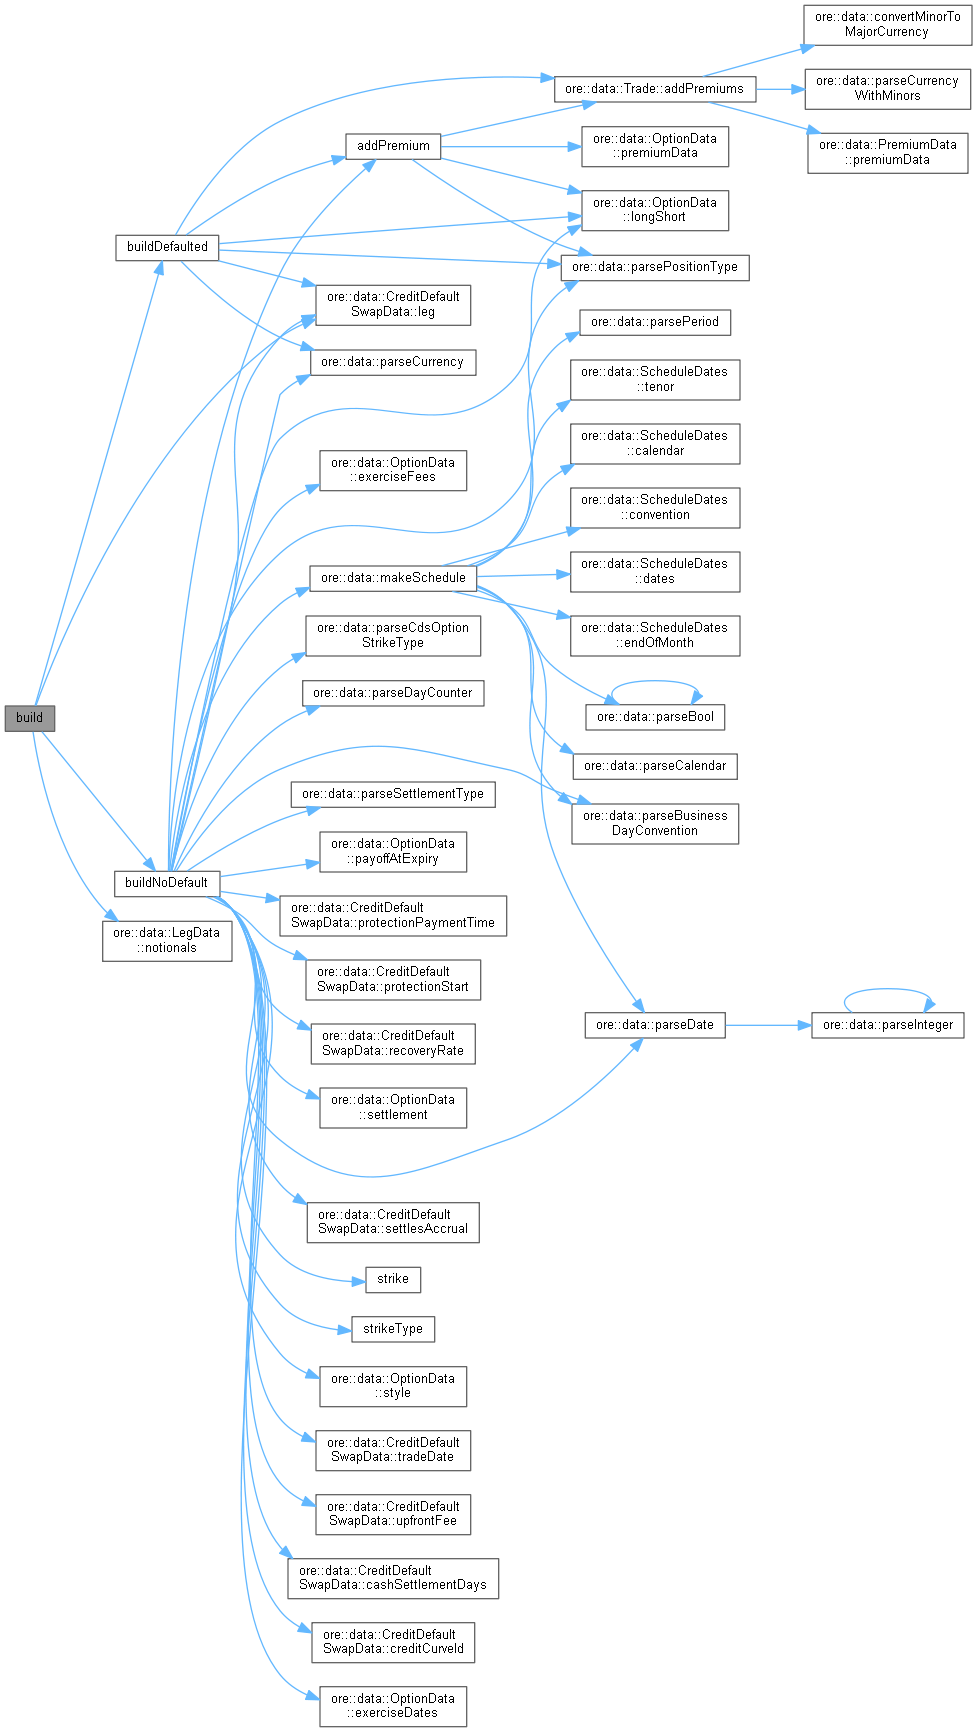 ore::data::convertMinorTo
MajorCurrency
ore::data::parseCurrency
WithMinors
ore::data::Trade::addPremiums
ore::data::PremiumData
::premiumData
addPremium
ore::data::OptionData
::premiumData
ore::data::OptionData
::longShort
buildDefaulted
ore::data::parsePositionType
ore::data::CreditDefault
SwapData::leg
ore::data::parsePeriod
ore::data::parseCurrency
ore::data::ScheduleDates
::tenor
ore::data::ScheduleDates
::calendar
ore::data::OptionData
::exerciseFees
ore::data::ScheduleDates
::convention
ore::data::makeSchedule
ore::data::ScheduleDates
::dates
ore::data::parseCdsOption
StrikeType
ore::data::ScheduleDates
::endOfMonth
ore::data::parseDayCounter
build
ore::data::parseBool
ore::data::parseCalendar
ore::data::parseSettlementType
ore::data::parseBusiness
DayConvention
ore::data::OptionData
::payoffAtExpiry
buildNoDefault
ore::data::CreditDefault
SwapData::protectionPaymentTime
ore::data::LegData
::notionals
ore::data::CreditDefault
SwapData::protectionStart
ore::data::parseDate
ore::data::parseInteger
ore::data::CreditDefault
SwapData::recoveryRate
ore::data::OptionData
::settlement
ore::data::CreditDefault
SwapData::settlesAccrual
strike
strikeType
ore::data::OptionData
::style
ore::data::CreditDefault
SwapData::tradeDate
ore::data::CreditDefault
SwapData::upfrontFee
ore::data::CreditDefault
SwapData::cashSettlementDays
ore::data::CreditDefault
SwapData::creditCurveId
ore::data::OptionData
::exerciseDates